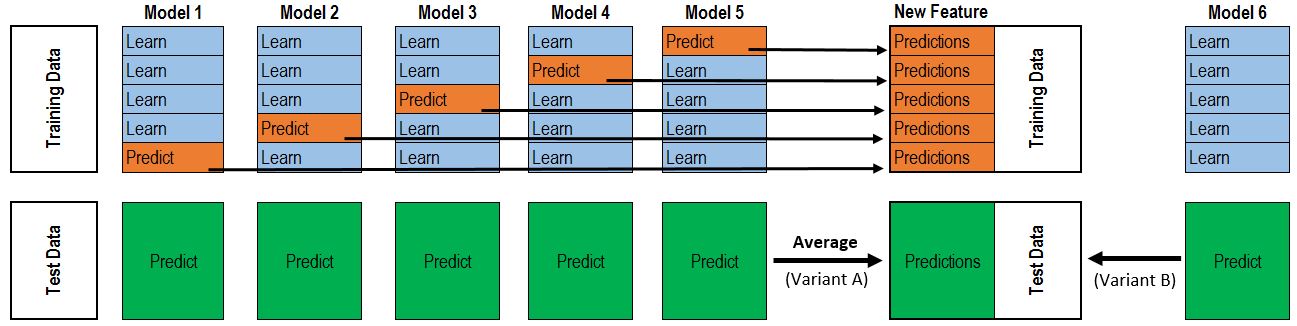 Model 1 Model 2 Model 3 Model 4 Model 5 New Feature Model 6
Training Data
Learn Learn Learn Learn Predict Predictions Learn
Learn Learn Learn Predict Learn Predictions Learn
Learn Learn Predict Learn Learn Predictions Learn
Learn Predict Learn Learn Learn Predictions Learn
Predict Learn Learn Learn Learn Predictions Learn
Training Data
Test Data
Predict Predict Predict Predict Predict
Average
(Variant A)
Predictions
Test Data
(Variant B)
Predict